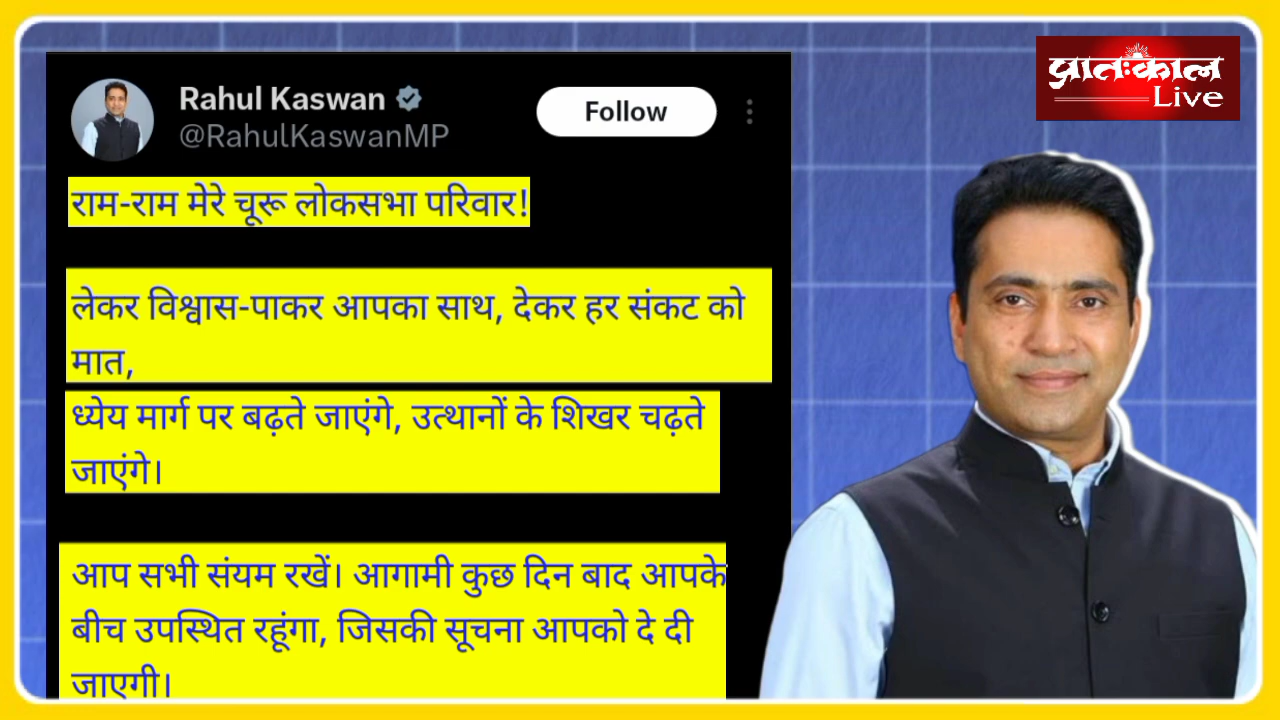 प्रातःकाल
Live
Rahul Kaswan
@RahulKaswanMP
Follow
राम-राम मेरे चूरू लोकसभा परिवार!
लेकर विश्वास-पाकर आपका साथ, देकर हर संकट को
मात,
ध्येय मार्ग पर बढ़ते जाएंगे, उत्थानों के शिखर चढ़ते
जाएंगे।
आप सभी संयम रखें। आगामी कुछ दिन बाद आपके
बीच उपस्थित रहूंगा, जिसकी सूचना आपको दे दी
जाएगी।